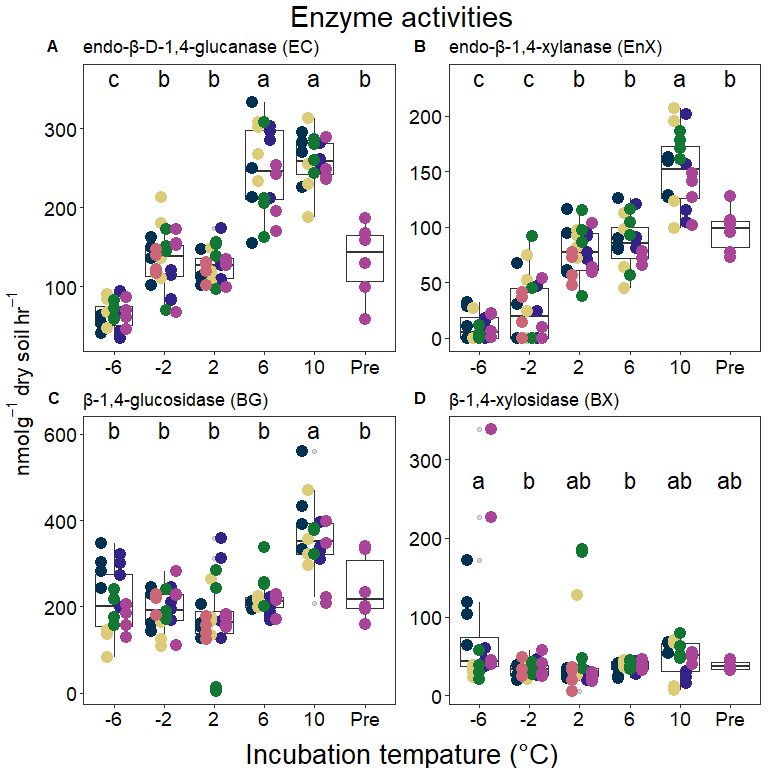 Enzyme activities
A endo-β-D-1,4-glucanase (EC)
c b b a a b
300
200
100
-6 -2 2 6 10 Pre
B endo-β-1,4-xylanase (EnX)
c c b b a b
200
150
100
50
0
-6 -2 2 6 10 Pre
C β-1,4-glucosidase (BG)
b b b b a b
600
400
200
0
-6 -2 2 6 10 Pre
D β-1,4-xylosidase (BX)
a b ab b ab ab
300
200
100
0
-6 -2 2 6 10 Pre
nmolg⁻¹ dry soil hr⁻¹
Incubation tempature (°C)